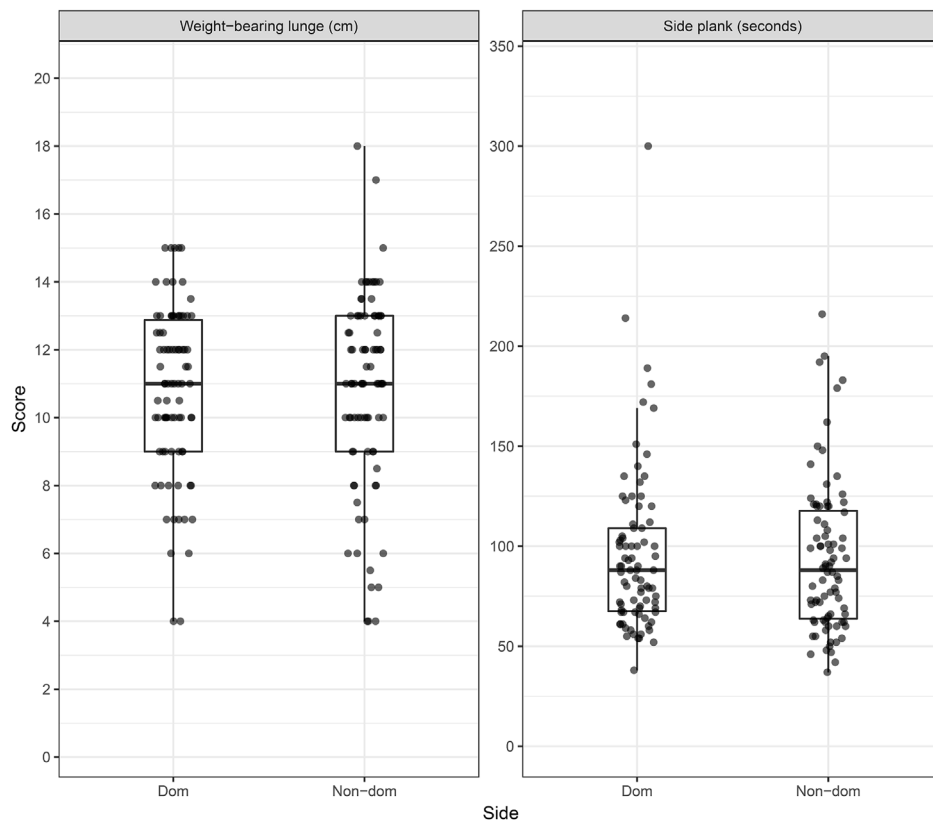 Weight−bearing lunge (cm)
Side plank (seconds)
Score
20
18
16
14
12
10
8
6
4
2
0
350
300
250
200
150
100
50
0
Dom
Non−dom
Dom
Non−dom
Side